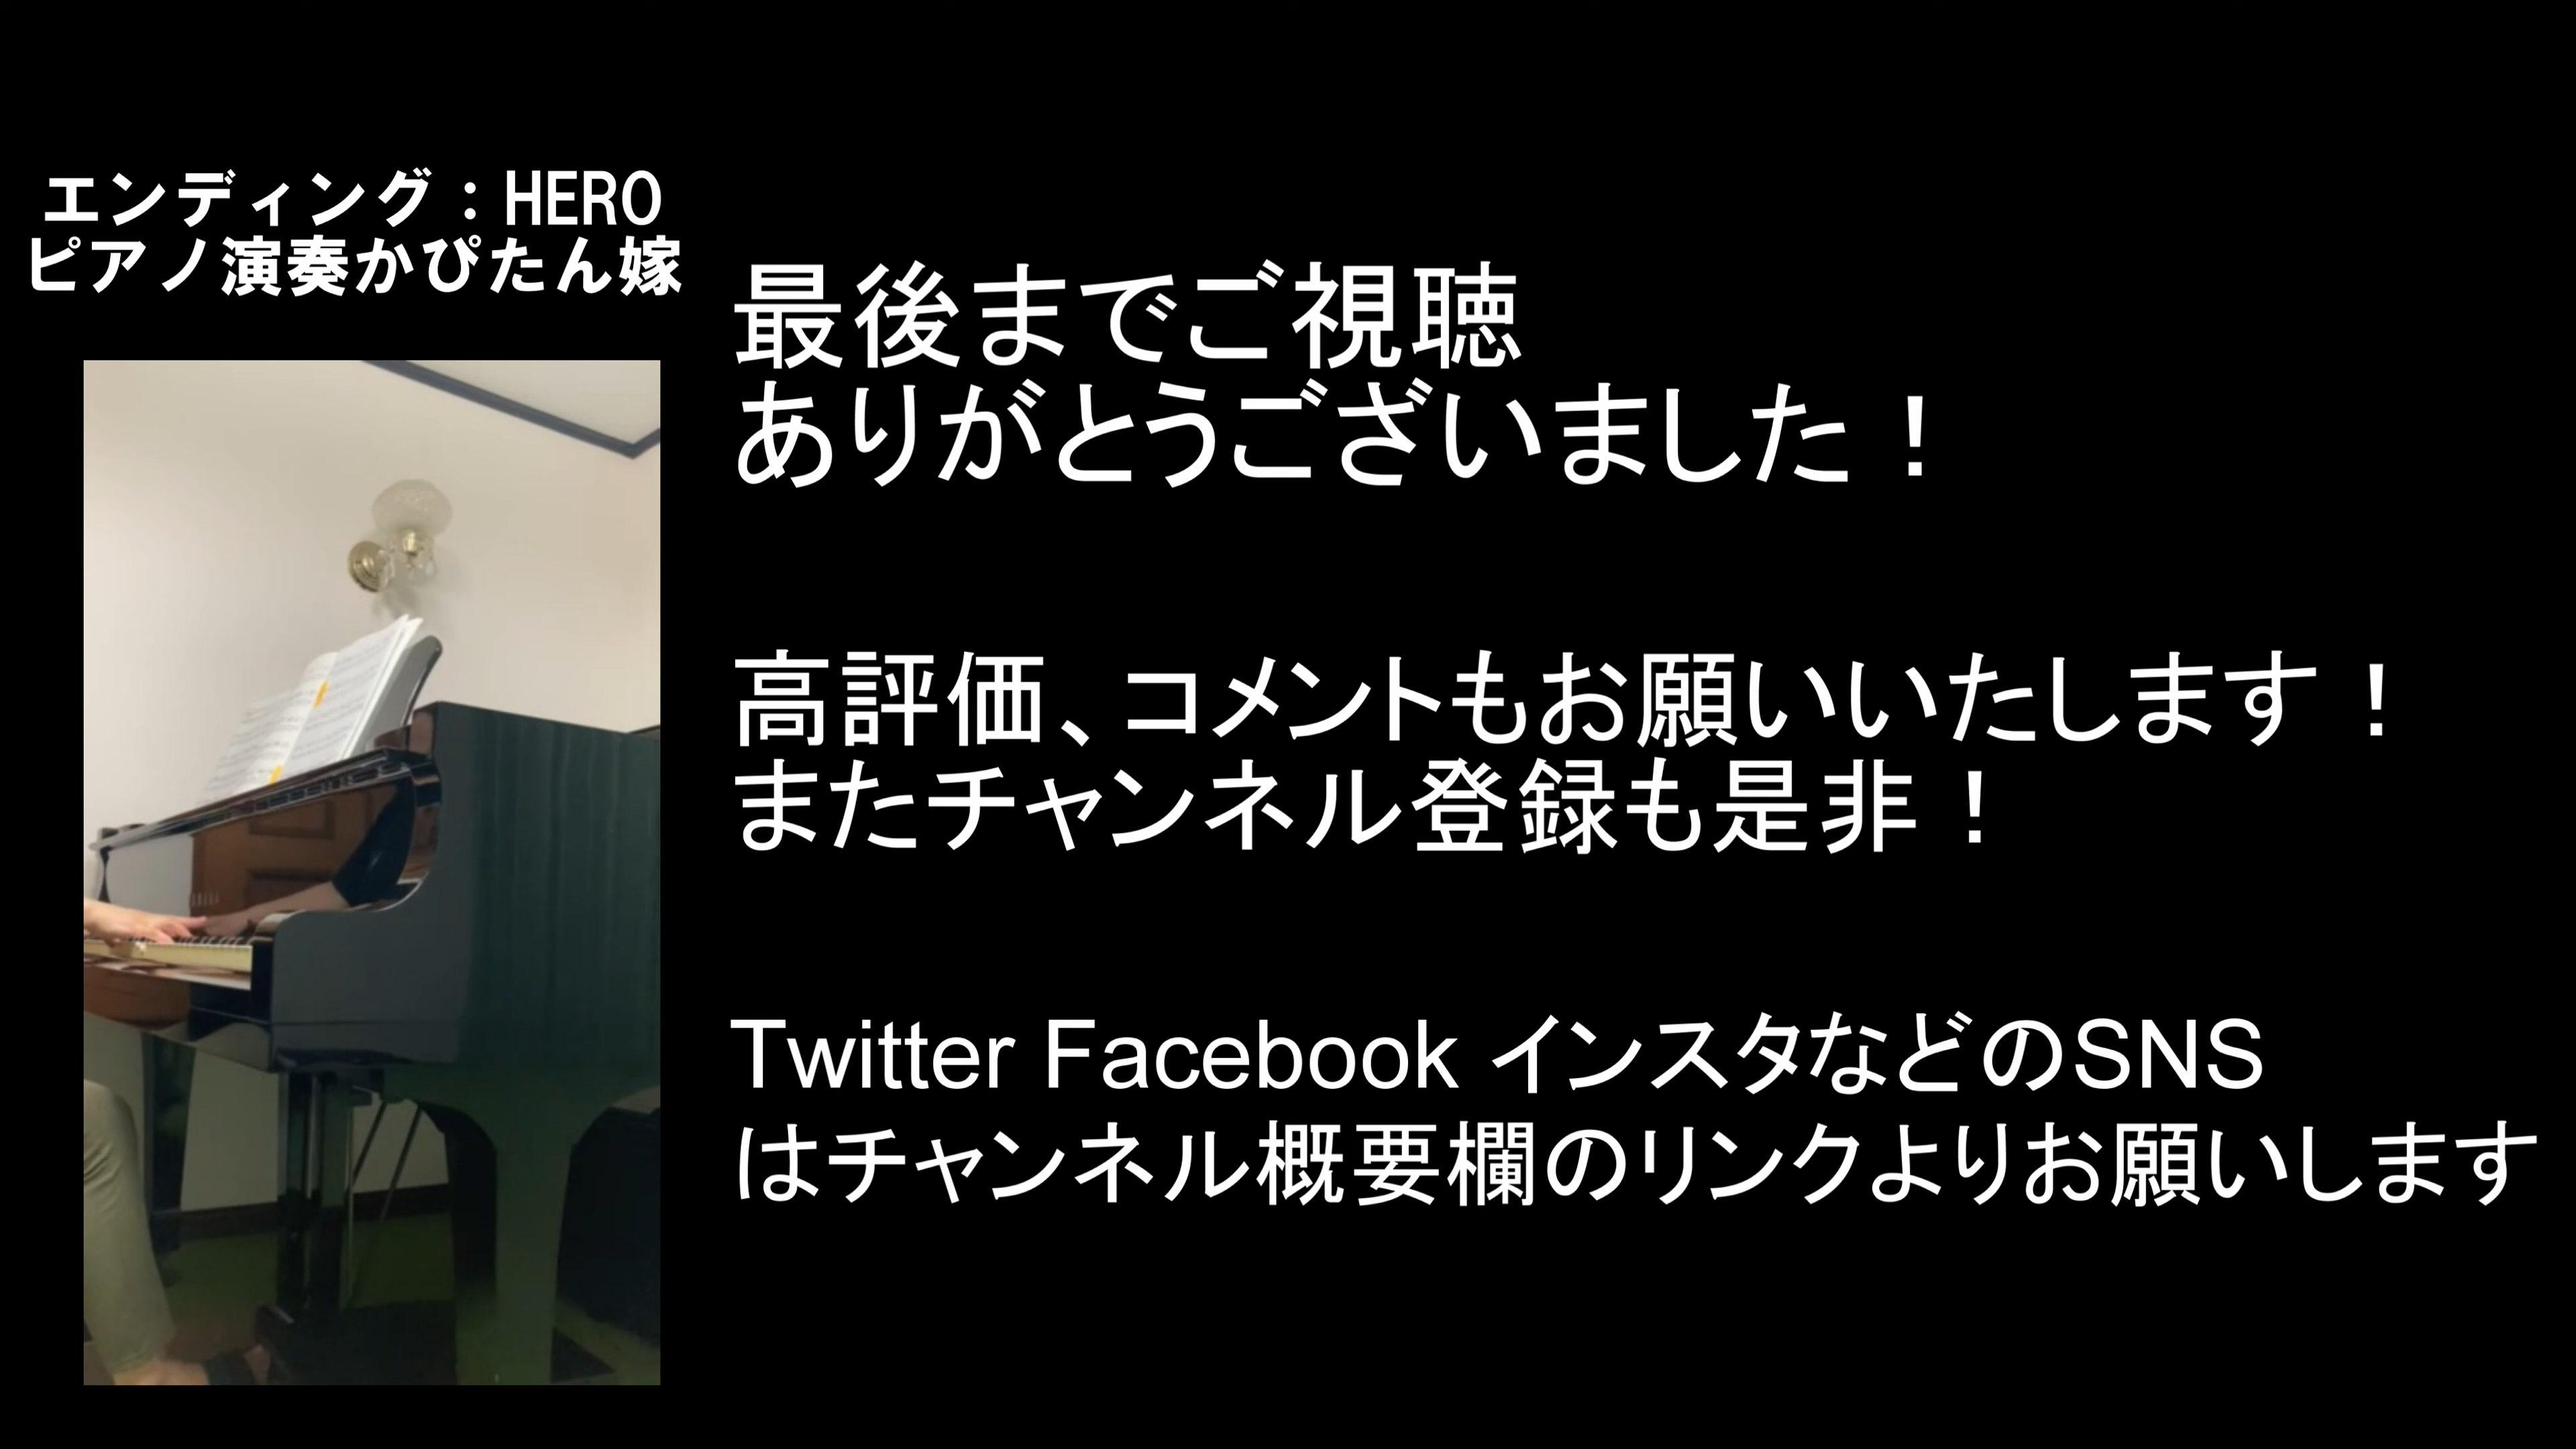 エンディング：HERO
ピアノ演奏かぴたん嫁
最後までご視聴
ありがとうございました！
高評価、コメントもお願いいたします！
またチャンネル登録も是非！
Twitter Facebook インスタなどのSNS
はチャンネル概要欄のリンクよりお願いします